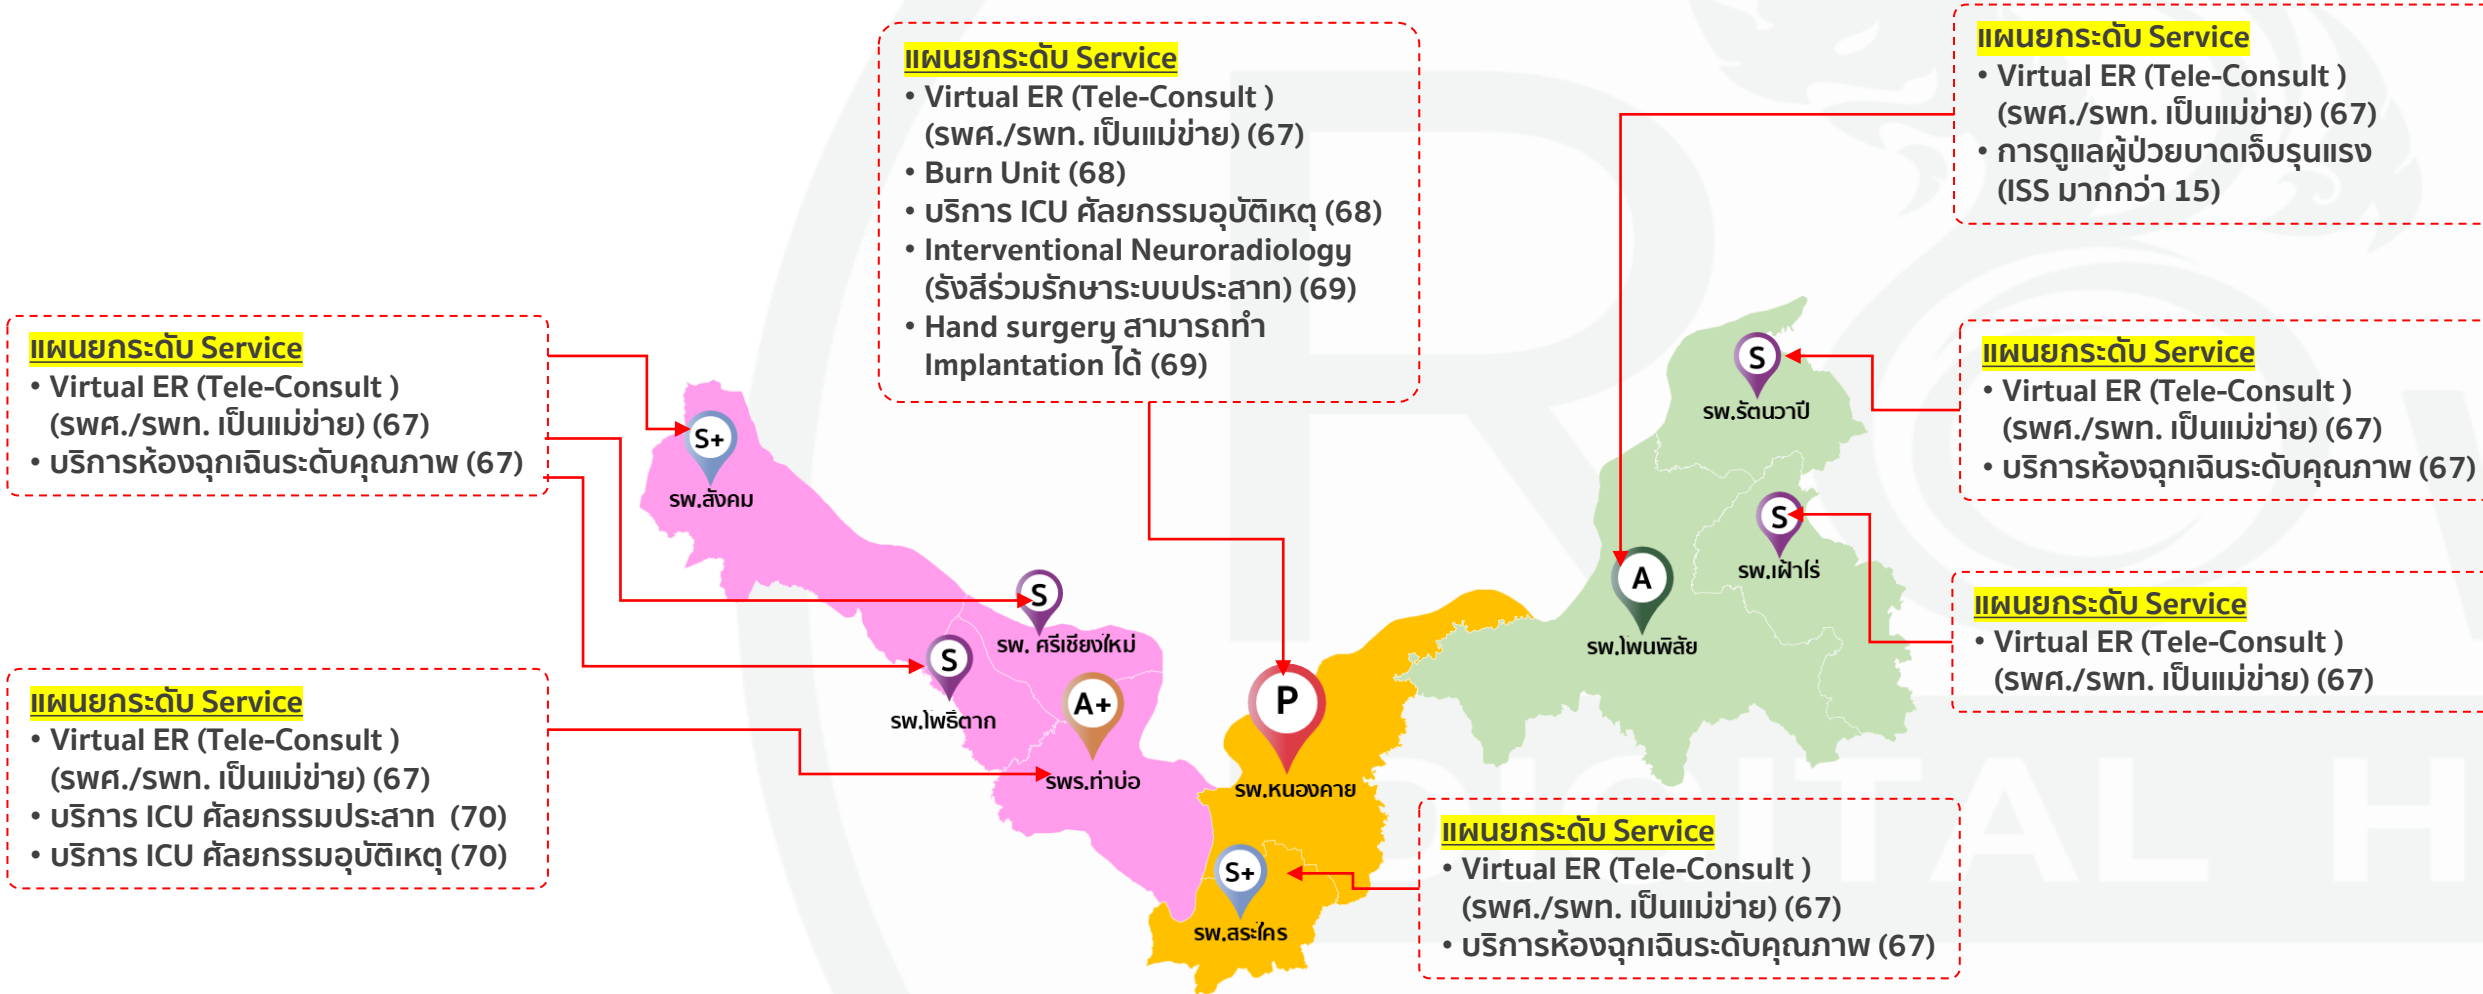 แผนยกระดับ Service
• Virtual ER (Tele-Consult )
(รพศ./รพท. เป็นแม่ข่าย) (67)
• Burn Unit (68)
• บริการ ICU ศัลยกรรมอุบัติเหตุ (68)
• Interventional Neuroradiology
(รังสีร่วมรักษาระบบประสาท) (69)
• Hand surgery สามารถทำ
Implantation ได้ (69)
แผนยกระดับ Service
• Virtual ER (Tele-Consult )
(รพศ./รพท. เป็นแม่ข่าย) (67)
• การดูแลผู้ป่วยบาดเจ็บรุนแรง
(ISS มากกว่า 15)
แผนยกระดับ Service
• Virtual ER (Tele-Consult )
(รพศ./รพท. เป็นแม่ข่าย) (67)
• บริการห้องฉุกเฉินระดับคุณภาพ (67)
แผนยกระดับ Service
• Virtual ER (Tele-Consult )
(รพศ./รพท. เป็นแม่ข่าย) (67)
• บริการห้องฉุกเฉินระดับคุณภาพ (67)
S+
รพ.สังคม
S
รพ.รัตนวาปี
S
รพ.เฝ้าไร่
A
รพ.โพนพิสัย
S
รพ. ศรีเชียงใหม่
S
รพ.โพธิ์ตาก
A+
รพร.ท่าบ่อ
P
รพ.หนองคาย
S+
รพ.สระใคร
แผนยกระดับ Service
• Virtual ER (Tele-Consult )
(รพศ./รพท. เป็นแม่ข่าย) (67)
แผนยกระดับ Service
• Virtual ER (Tele-Consult )
(รพศ./รพท. เป็นแม่ข่าย) (67)
• บริการ ICU ศัลยกรรมประสาท (70)
• บริการ ICU ศัลยกรรมอุบัติเหตุ (70)
แผนยกระดับ Service
• Virtual ER (Tele-Consult )
(รพศ./รพท. เป็นแม่ข่าย) (67)
• บริการห้องฉุกเฉินระดับคุณภาพ (67)
DIGITAL H